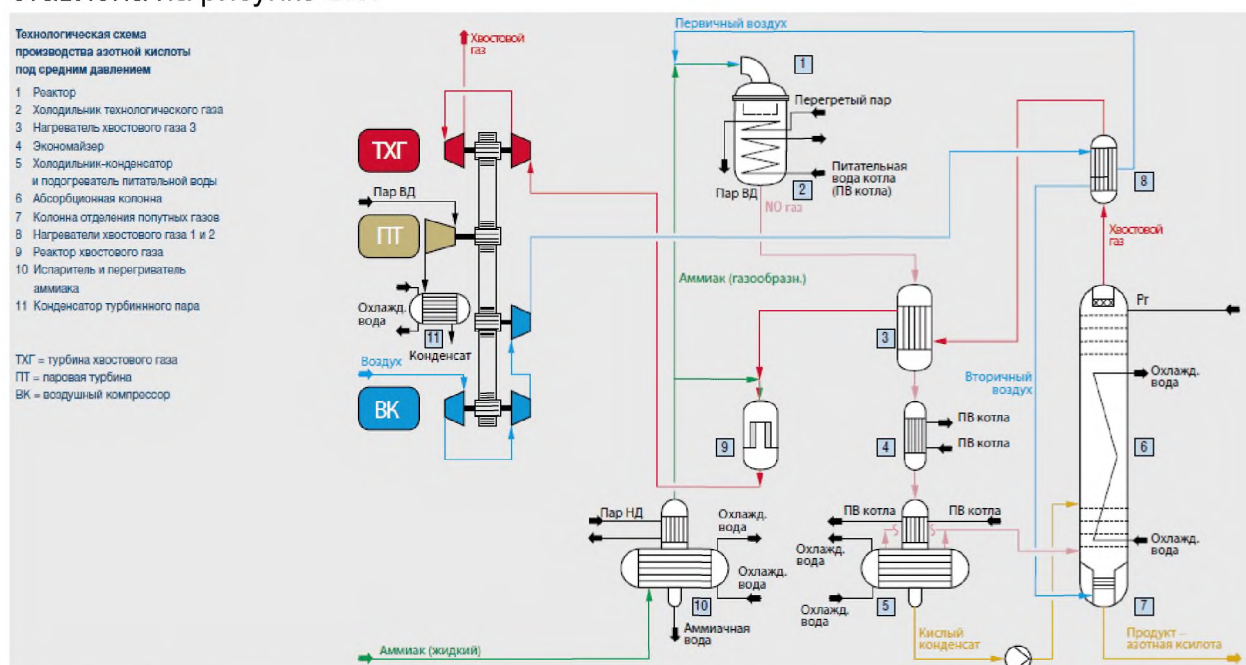 Технологическая схема
производства азотной кислоты
под средним давлением
1 Реактор
2 Холодильник технологического газа
3 Нагреватель хвостового газа 3
4 Экономайзер
5 Холодильник-конденсатор
и подогреватель питательной воды
6 Абсорбционная колонна
7 Колонна отделения попутных газов
8 Нагреватели хвостового газа 1 и 2
9 Реактор хвостового газа
10 Испаритель и перегриватель
аммиака
11 Конденсатор турбиннного пара
ТХГ = турбина хвостового газа
ПТ = паровая турбина
ВК = воздушный компрессор
Хвостовой
газ
ТХГ
Пар ВД
ПТ
Охлажд.
вода
11
Конденсат
Воздух
ВК
Первичный воздух
1
Перегретый пар
Питательная
вода котла
(ПВ котла)
Пар ВД
2
NO газ
8
Хвостовой
газ
Аммиак (газообразн.)
3
Рг
Вторичный
воздух
Охлажд.
вода
9
4
ПВ котла
ПВ котла
6
Пар НД
Охлажд.
вода
Охлажд.
вода
10
Аммиачная
вода
Аммиак (жидкий)
ПВ котла
ПВ котла
Охлажд.
вода
Охлажд.
вода
5
Кислый
конденсат
Охлажд.
вода
7
Продукт –
азотная ксилота